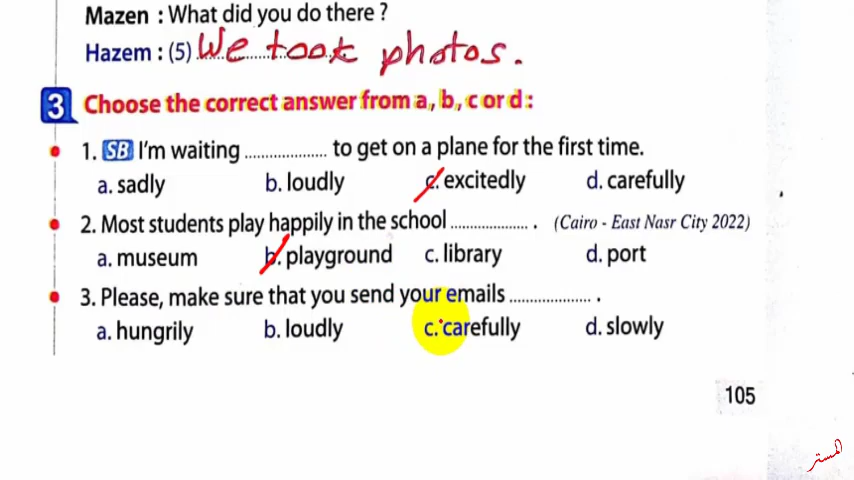 Mazen : What did you do there ?
Hazem : (5) We took photos.
3 Choose the correct answer from a, b, c or d :
1. SB I'm waiting .................... to get on a plane for the first time.
a. sadly b. loudly c. excitedly d. carefully
2. Most students play happily in the school .................... . (Cairo - East Nasr City 2022)
a. museum b. playground c. library d. port
3. Please, make sure that you send your emails .................... .
a. hungrily b. loudly c. carefully d. slowly
105
المستر